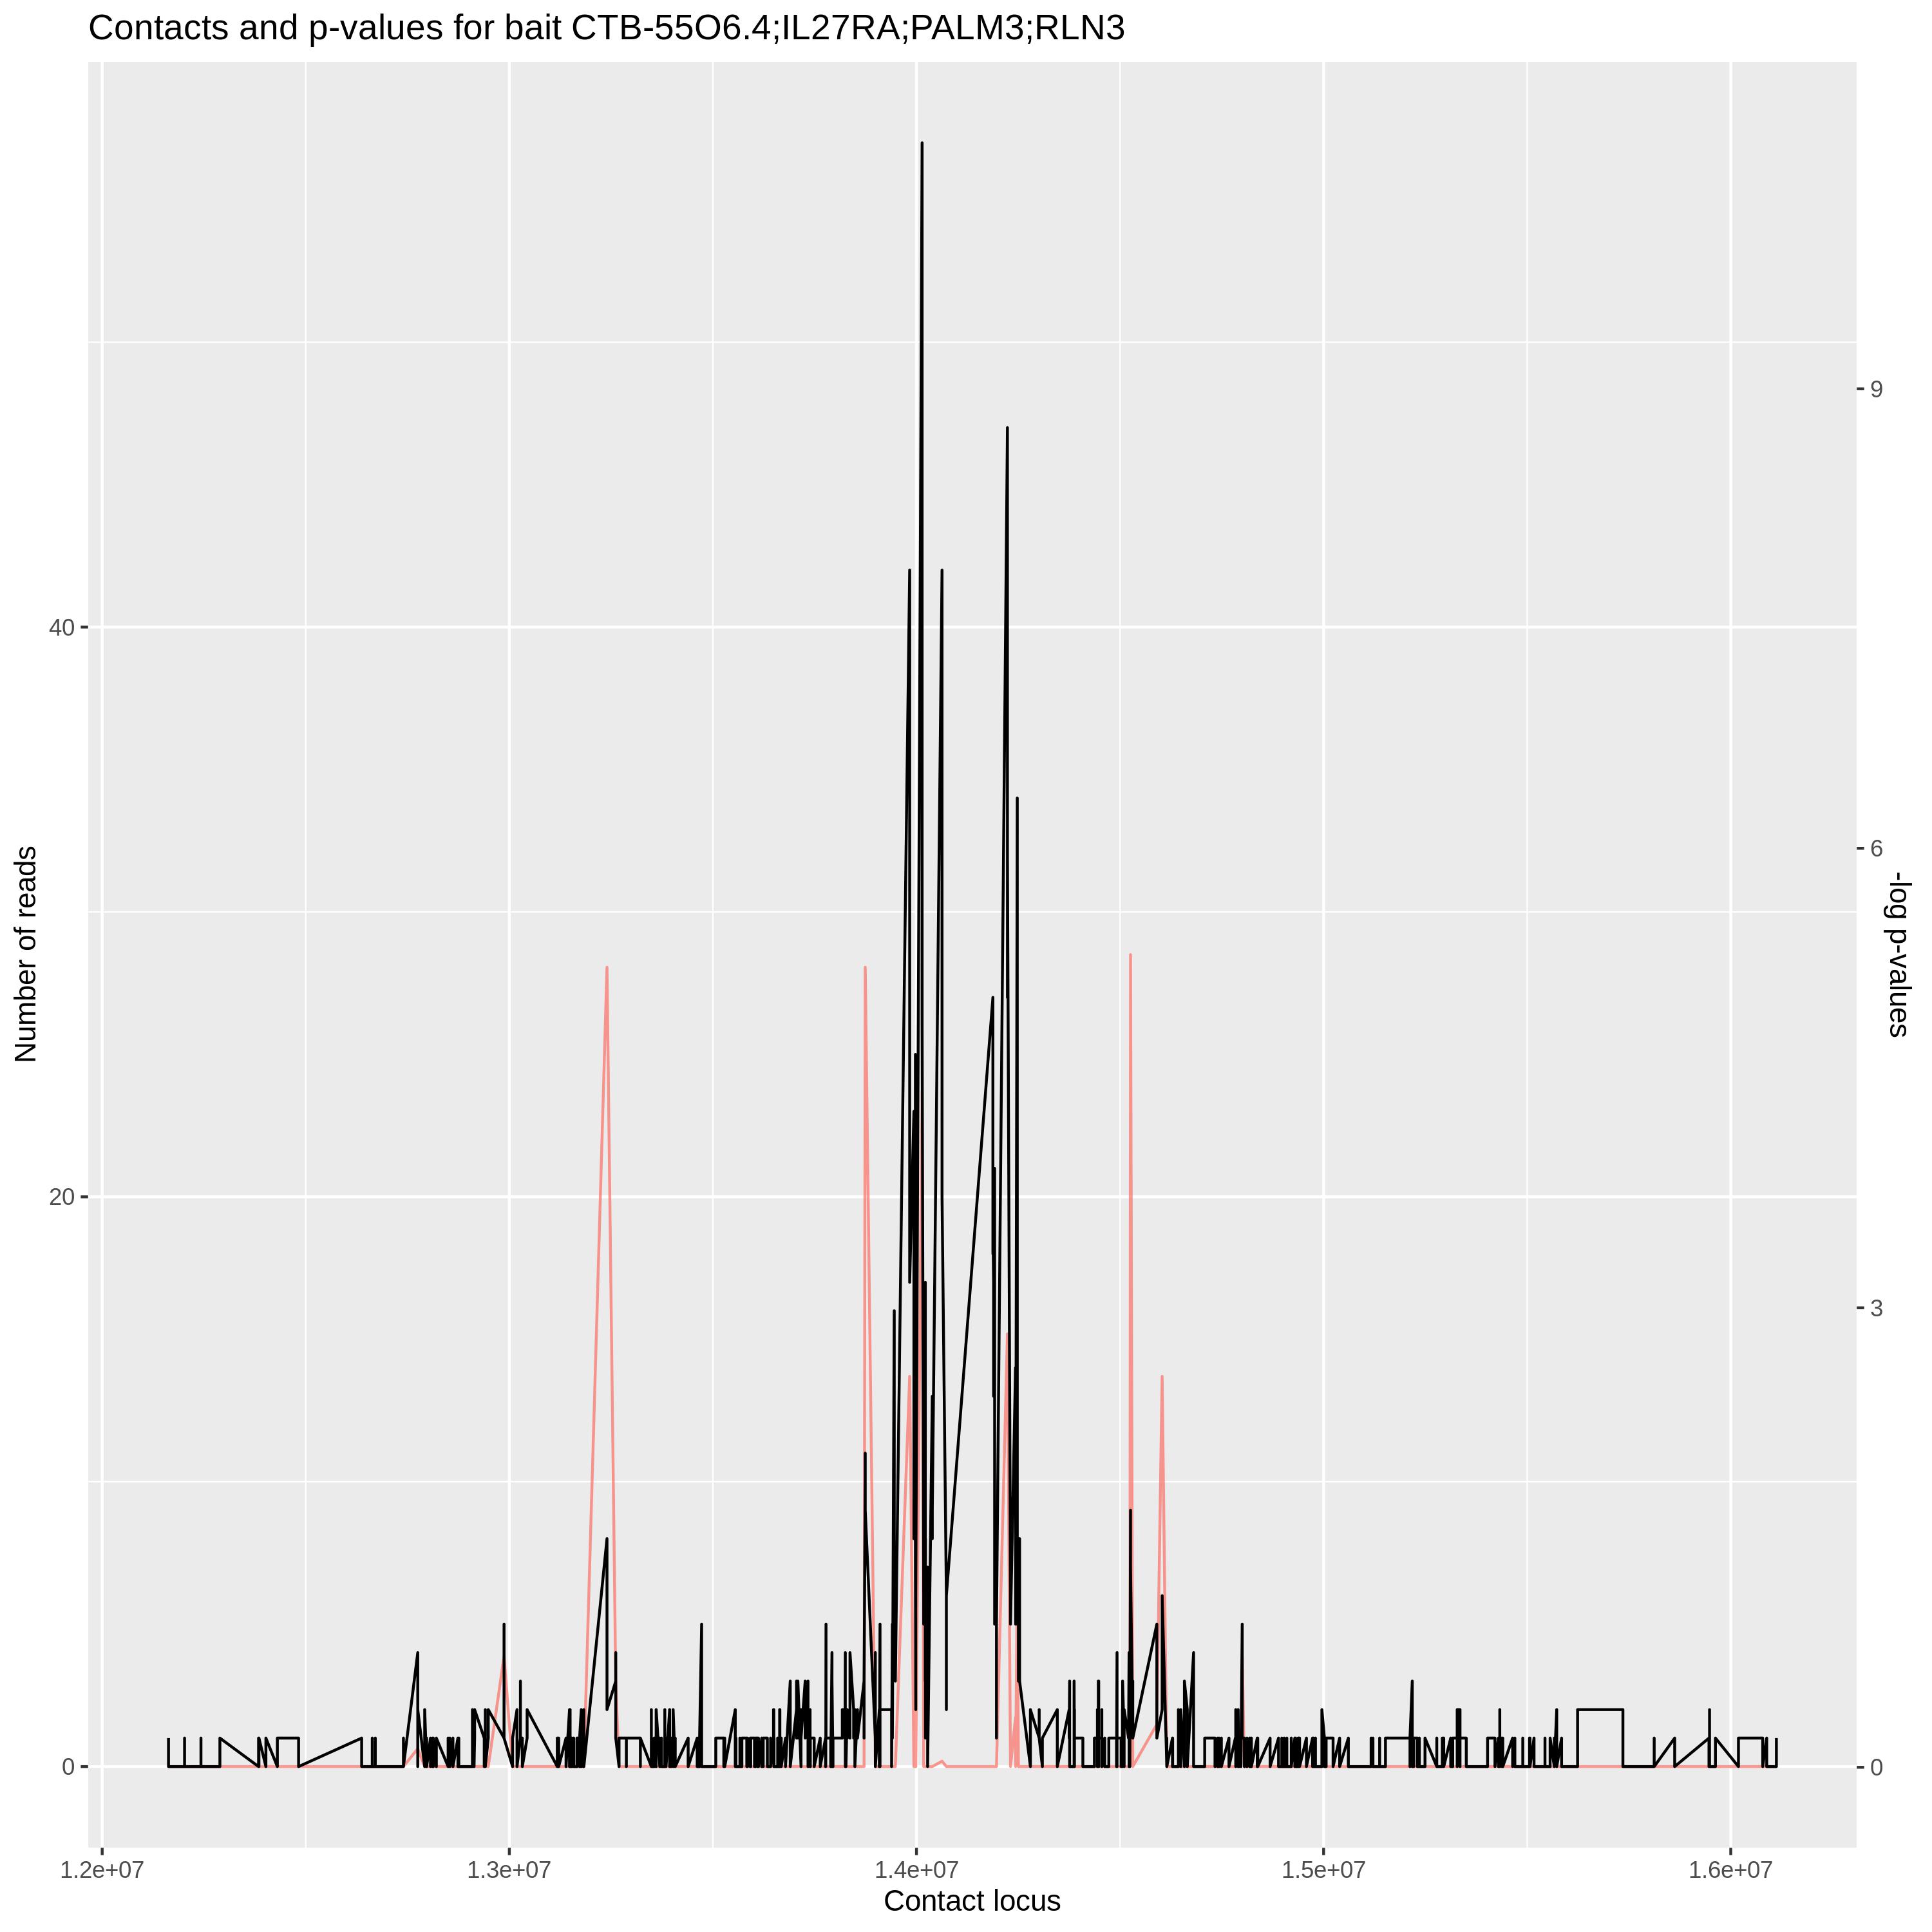 Contacts and p-values for bait CTB-55O6.4;IL27RA;PALM3;RLN3
Number of reads
40
20
0
9
6
3
0
-log p-values
1.2e+07 1.3e+07 1.4e+07 1.5e+07 1.6e+07
Contact locus